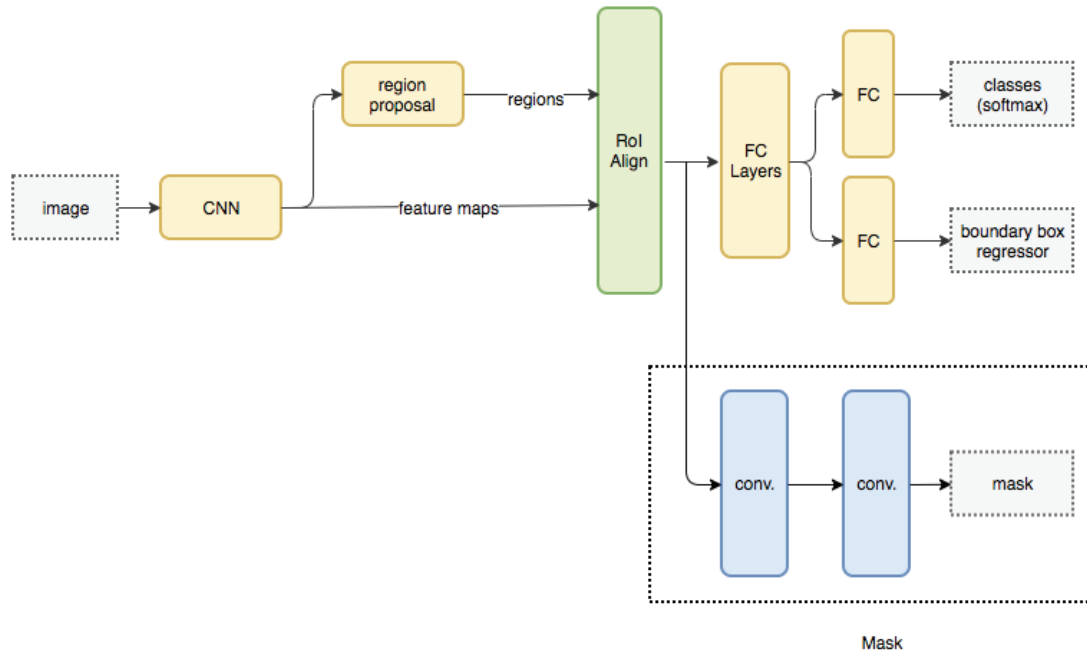 image
CNN
region
proposal
regions
feature maps
RoI
Align
FC
Layers
FC
classes
(softmax)
FC
boundary box
regressor
conv.
conv.
mask
Mask